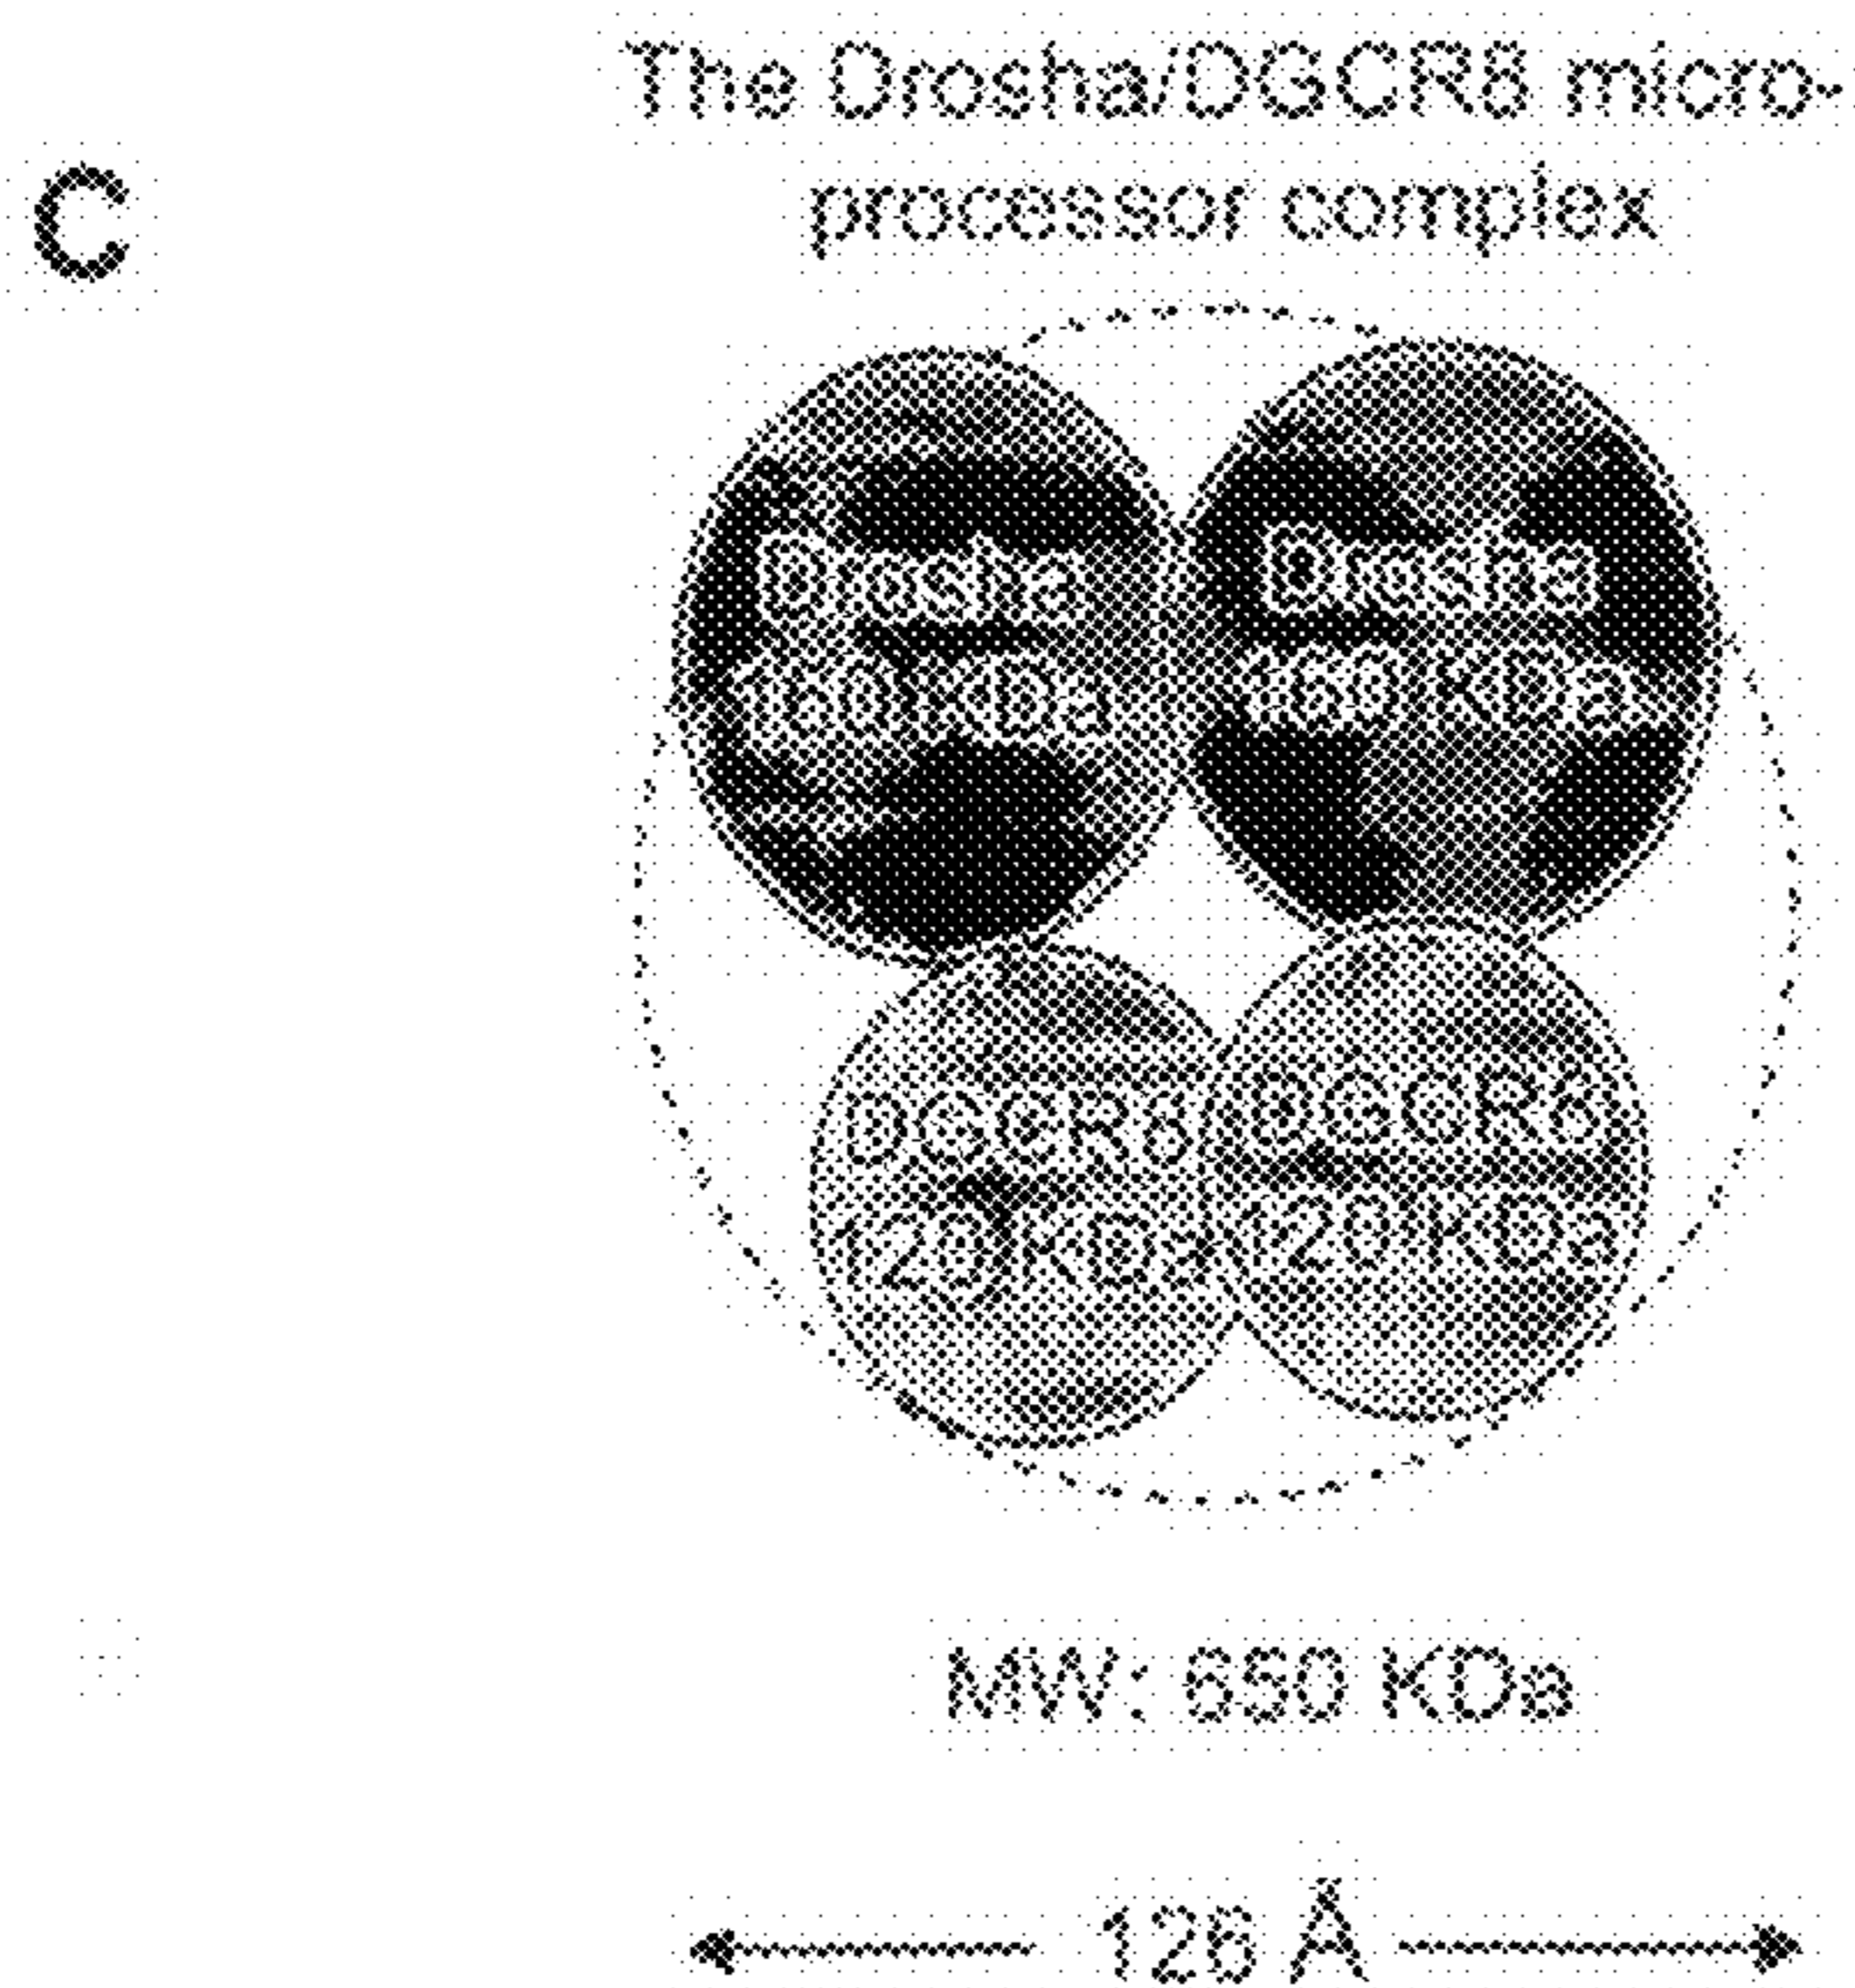 The Drosha/DGCR8 micro-
processor complex
C
Drosha
160 KDa
Drosha
160 KDa
DGCR8
120 KDa
DGCR8
120 KDa
MW: 650 KDa
126 Å